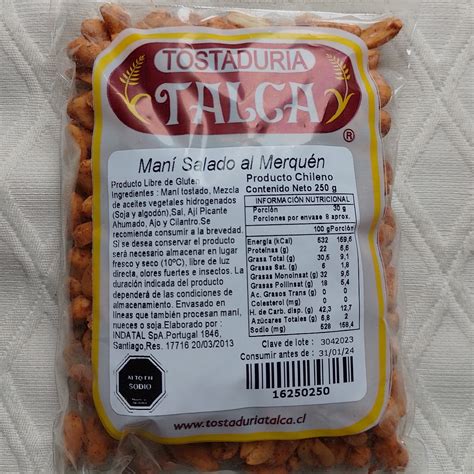 TOSTADURIA
TALCA
®
Maní Salado al Merquén
Producto Libre de Gluten
Ingredientes : Maní tostado, Mezcla
de aceites vegetales hidrogenados
(Soja y algodón),Sal, Ají Picante
Ahumado, Ajo y Cilantro.Se
recomienda consumir a la brevedad.
Si se desea conservar el producto
será necesario almacenar en lugar
fresco y seco (10ºC), libre de luz
directa, olores fuertes e insectos. La
duración indicada del producto
dependerá de las condiciones de
almacenamiento. Envasado en
líneas que también procesan maní,
nueces o soja.Elaborado por :
INDATAL SpA.Portugal 1846,
Santiago,Res. 17716 20/03/2013
Producto Chileno
Contenido Neto 250 g
INFORMACIÓN NUTRICIONAL
Porción 30 g
Porciones por envase 8 aprox.
100 g Porción
Energía (kCal) 532 159,6
Proteínas (g) 22 6,6
Grasa Total (g) 30,5 9,1
Grasas Sat. (g) 6 1,8
Grasas Monoinsat (g) 32 9,6
Grasas Poliinsat (g) 18 5,4
Ac. Grasos Trans (g) 0 0
Colesterol (mg) 0 0
H. de Carb. disp. (g) 42,3 12,7
Azúcares Totales (g) 6,8 2
Sodio (mg) 528 158,4
Clave de lote : 3042023
Consumir antes de : 31/01/24
16250250
ALTO EN
SODIO
www.tostaduriatalca.cl